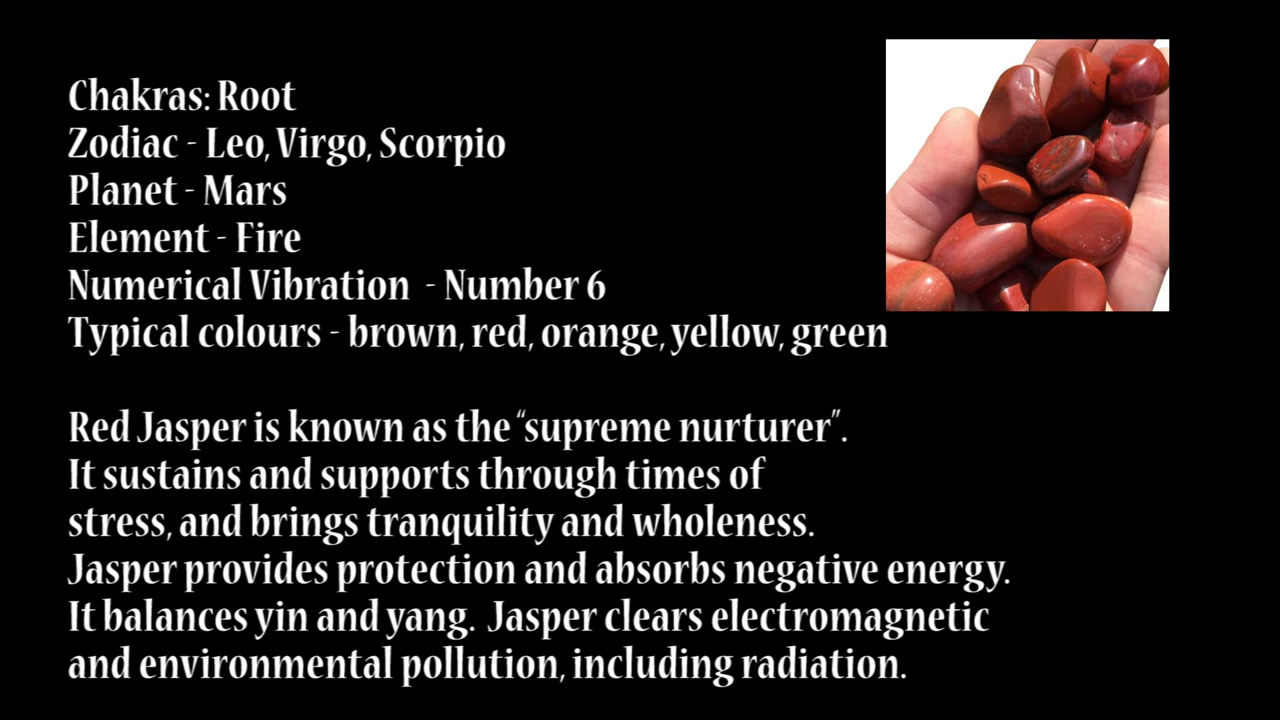 Chakras: Root
Zodiac - Leo, Virgo, Scorpio
Planet - Mars
Element - Fire
Numerical Vibration  - Number 6
Typical colours - brown, red, orange, yellow, green
Red Jasper is known as the “supreme nurturer”.
It sustains and supports through times of
stress, and brings tranquility and wholeness.
Jasper provides protection and absorbs negative energy.
It balances yin and yang.  Jasper clears electromagnetic
and environmental pollution, including radiation.